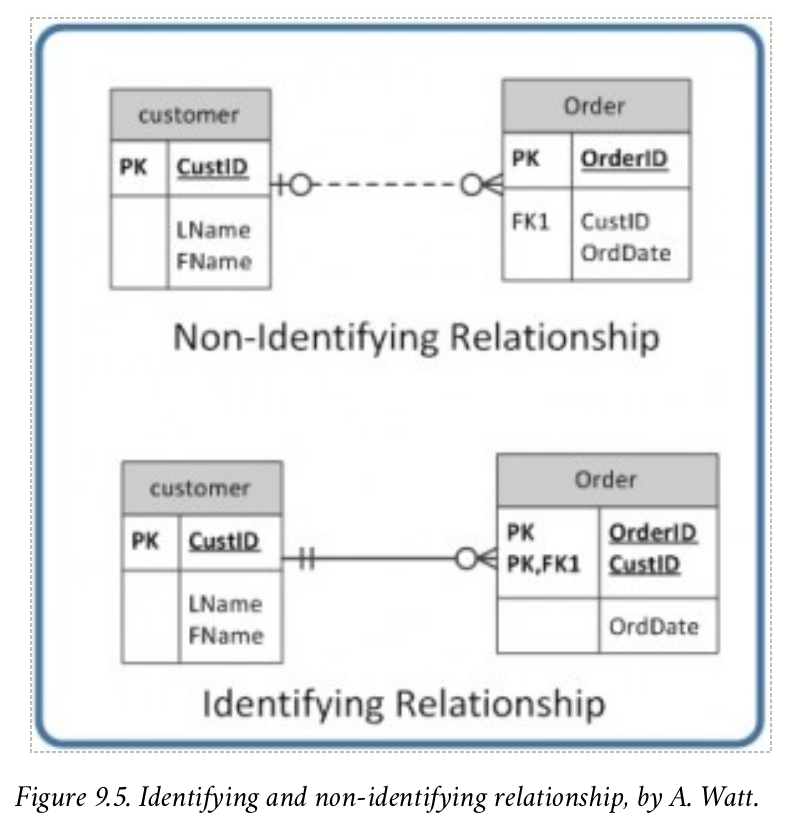 customer
PK CustID
LName
FName
Order
PK OrderID
FK1 CustID
OrdDate
Non-Identifying Relationship
customer
PK CustID
LName
FName
Order
PK OrderID
PK,FK1 CustID
OrdDate
Identifying Relationship
Figure 9.5. Identifying and non-identifying relationship, by A. Watt.